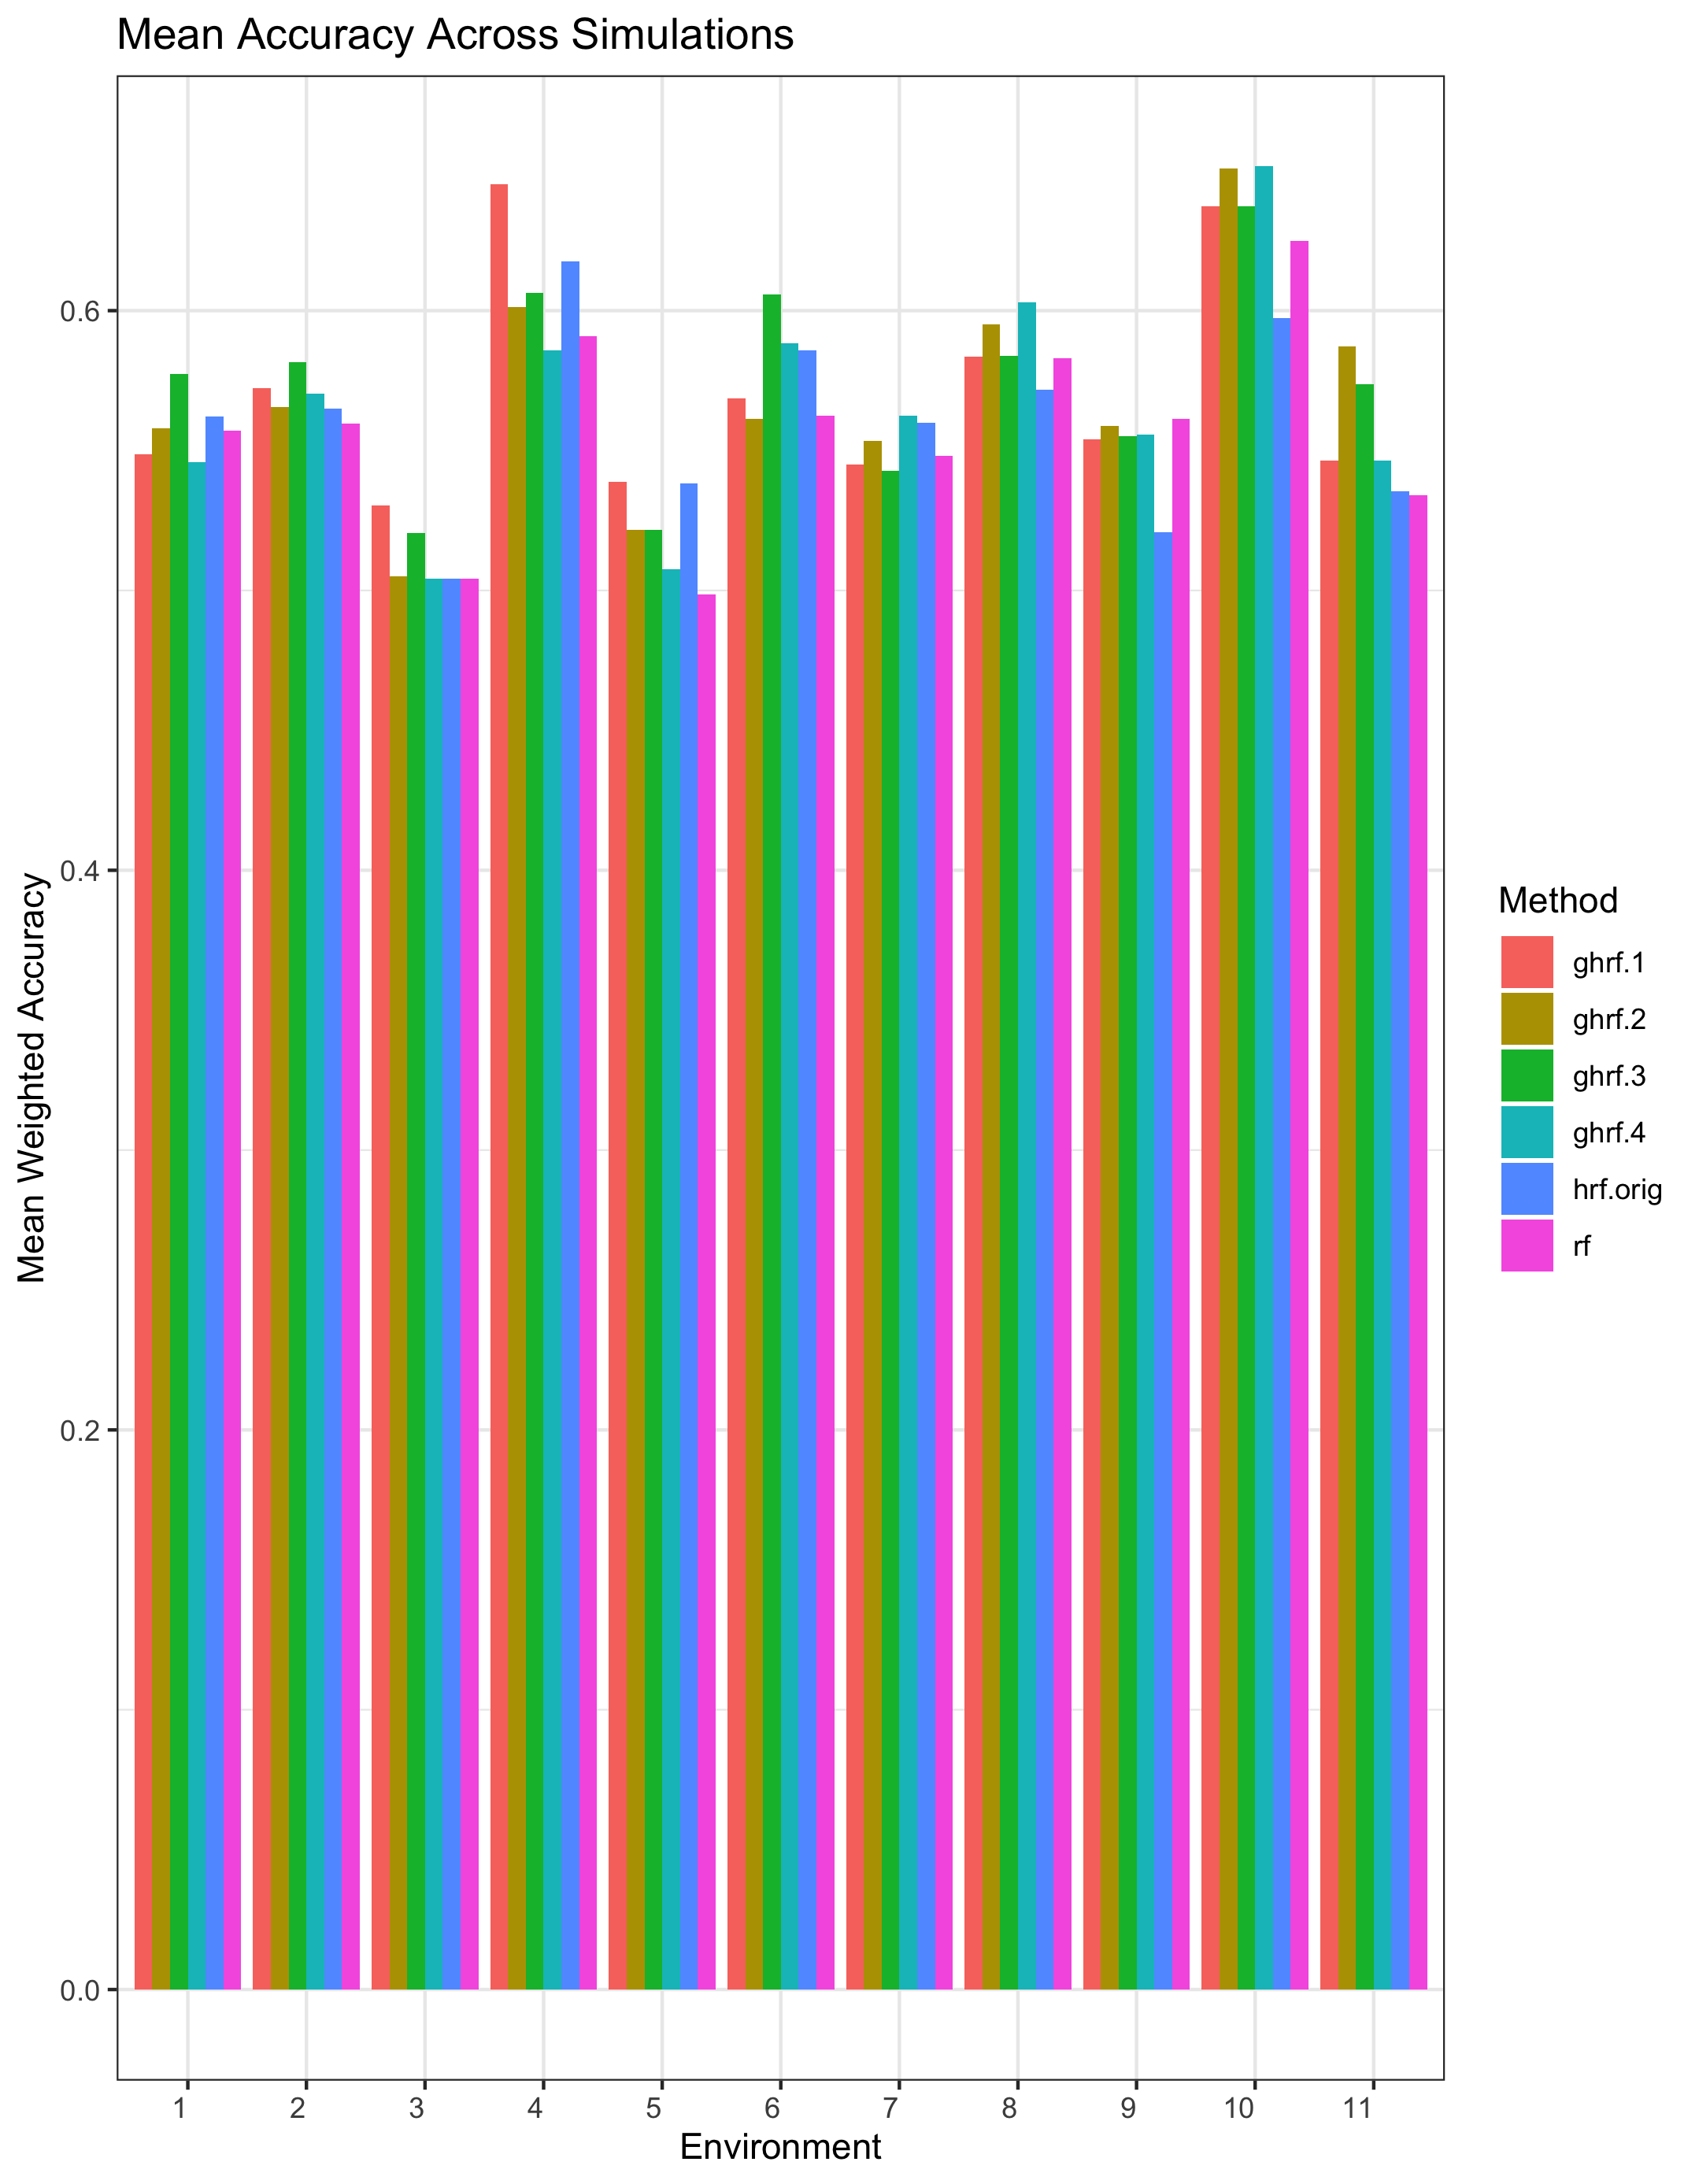 Mean Accuracy Across Simulations
Mean Weighted Accuracy
0.6
0.4
0.2
0.0
1 2 3 4 5 6 7 8 9 10 11
Environment
Method
ghrf.1
ghrf.2
ghrf.3
ghrf.4
hrf.orig
rf